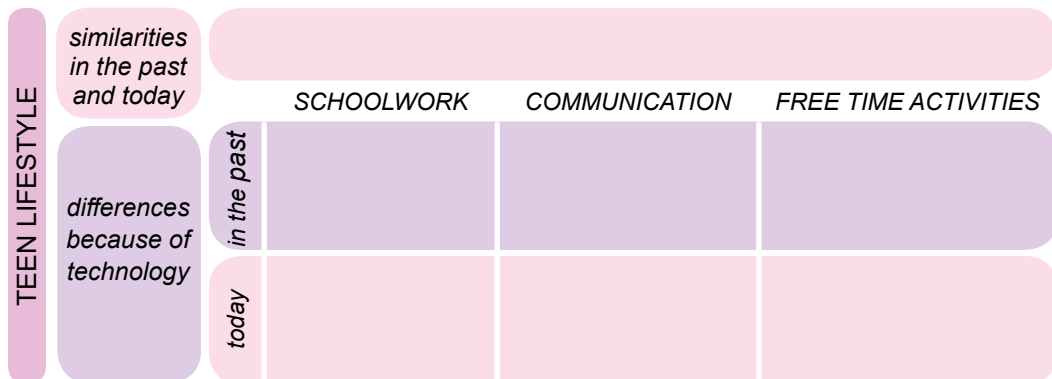 TEEN LIFESTYLE
similarities
in the past
and today
SCHOOLWORK COMMUNICATION FREE TIME ACTIVITIES
differences
because of
technology
in the past
today